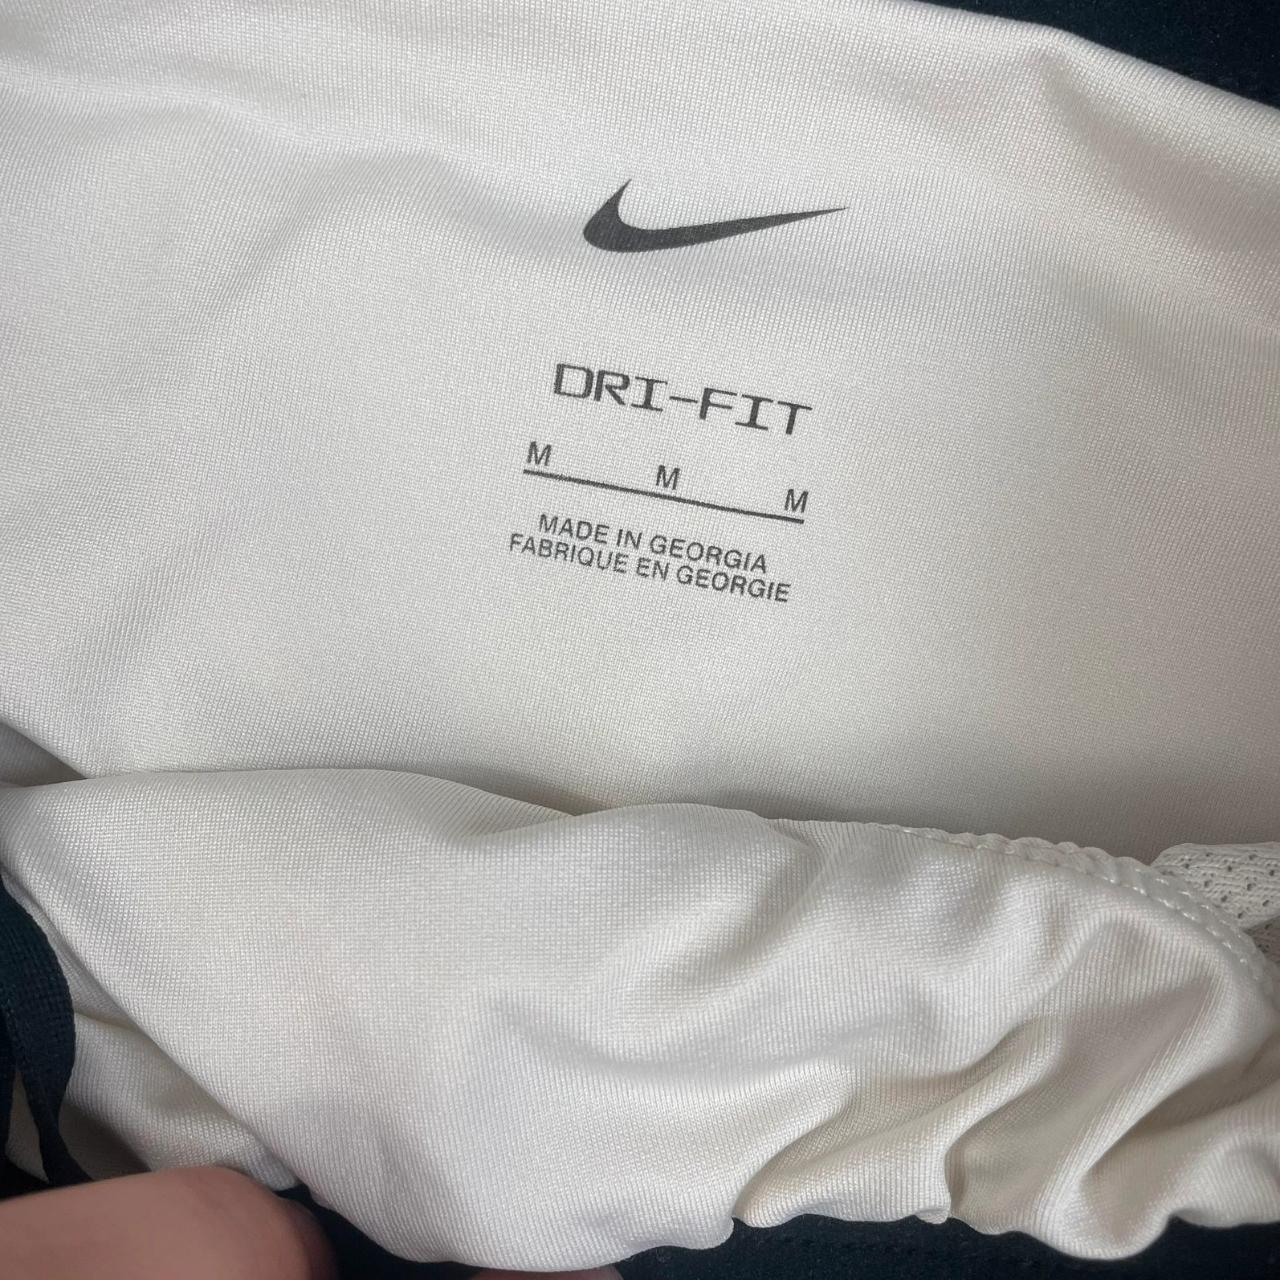 DRI-FIT
M M M
MADE IN GEORGIA
FABRIQUE EN GEORGIE